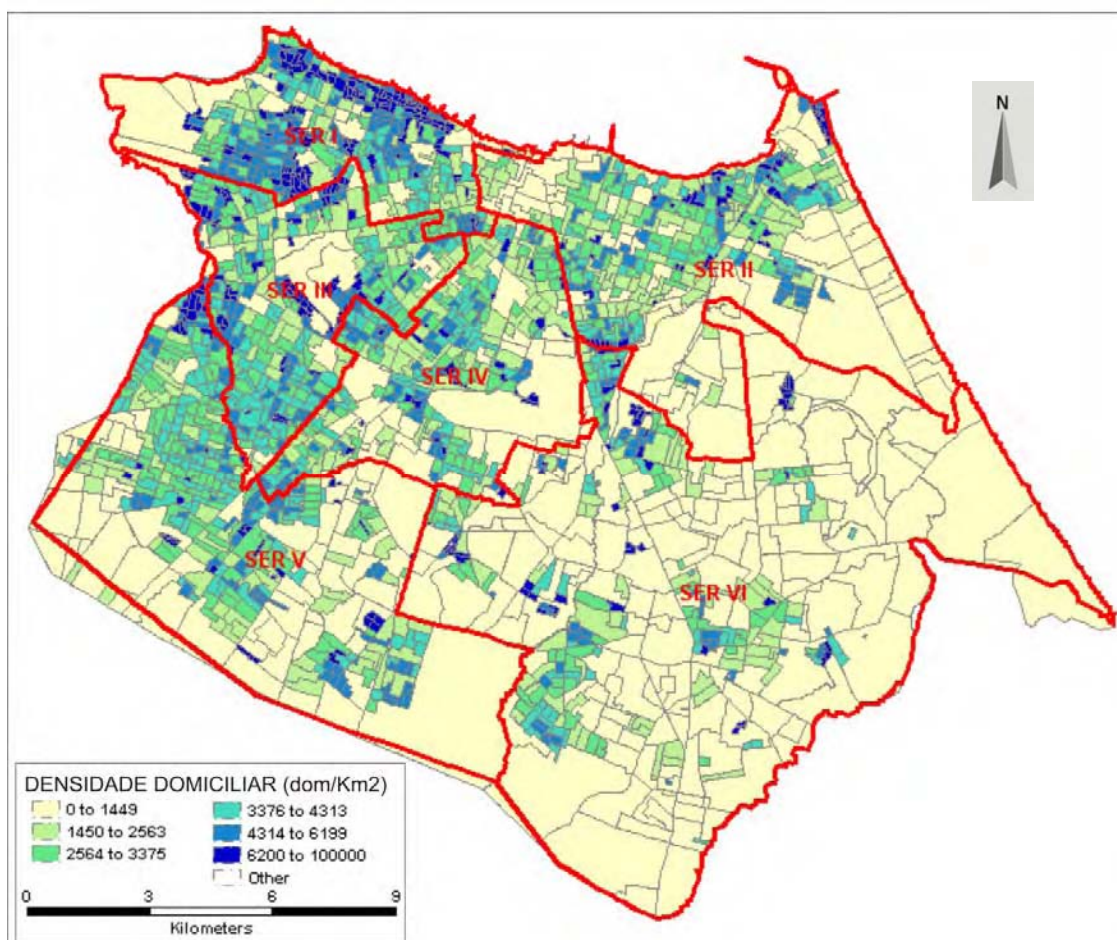 N
SER I
SER II
SER III
SER IV
SER V
SER VI
DENSIDADE DOMICILIAR (dom/Km2)
0 to 1449
1450 to 2563
2564 to 3375
3376 to 4313
4314 to 6199
6200 to 100000
Other
0 3 6 9
Kilometers